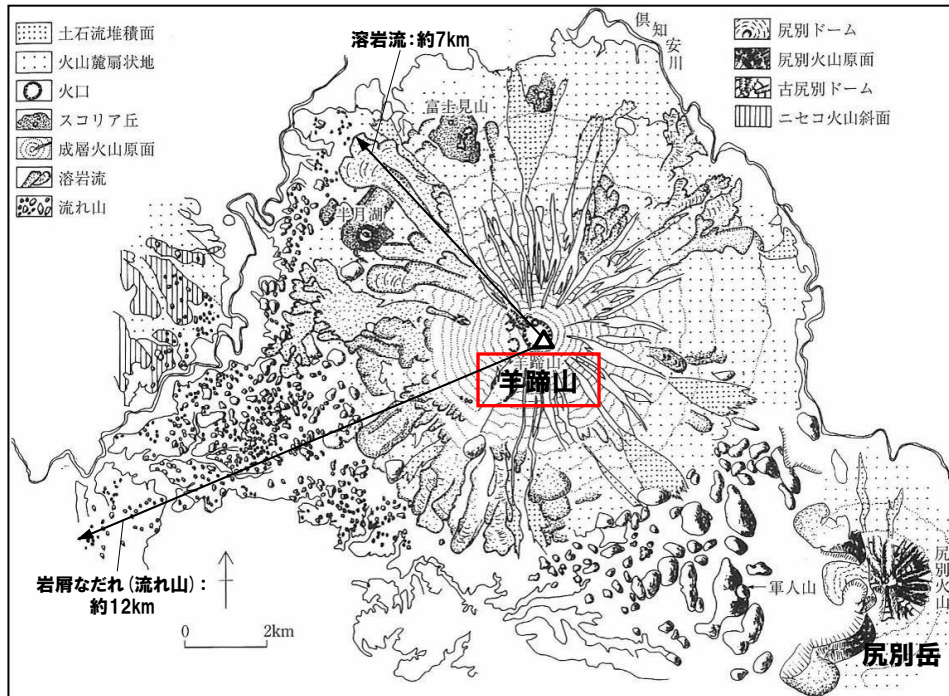 土石流堆積面
火山麓扇状地
火口
スコリア丘
成層火山原面
溶岩流
流れ山
溶岩流：約7km
倶知安川
尻別ドーム
尻別火山原面
古尻別ドーム
ニセコ火山斜面
富士見山
半月湖
羊蹄山
羊蹄山
岩屑なだれ（流れ山）：
約12km
0 2km
軍人山
尻別火山
尻別岳